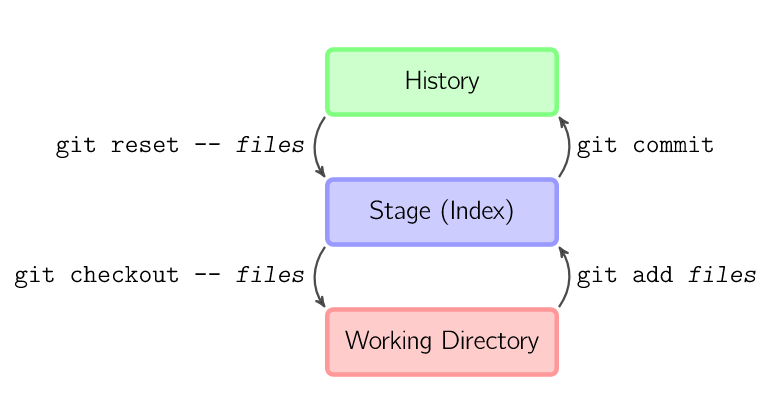 History
git reset -- files
git commit
Stage (Index)
git checkout -- files
git add files
Working Directory